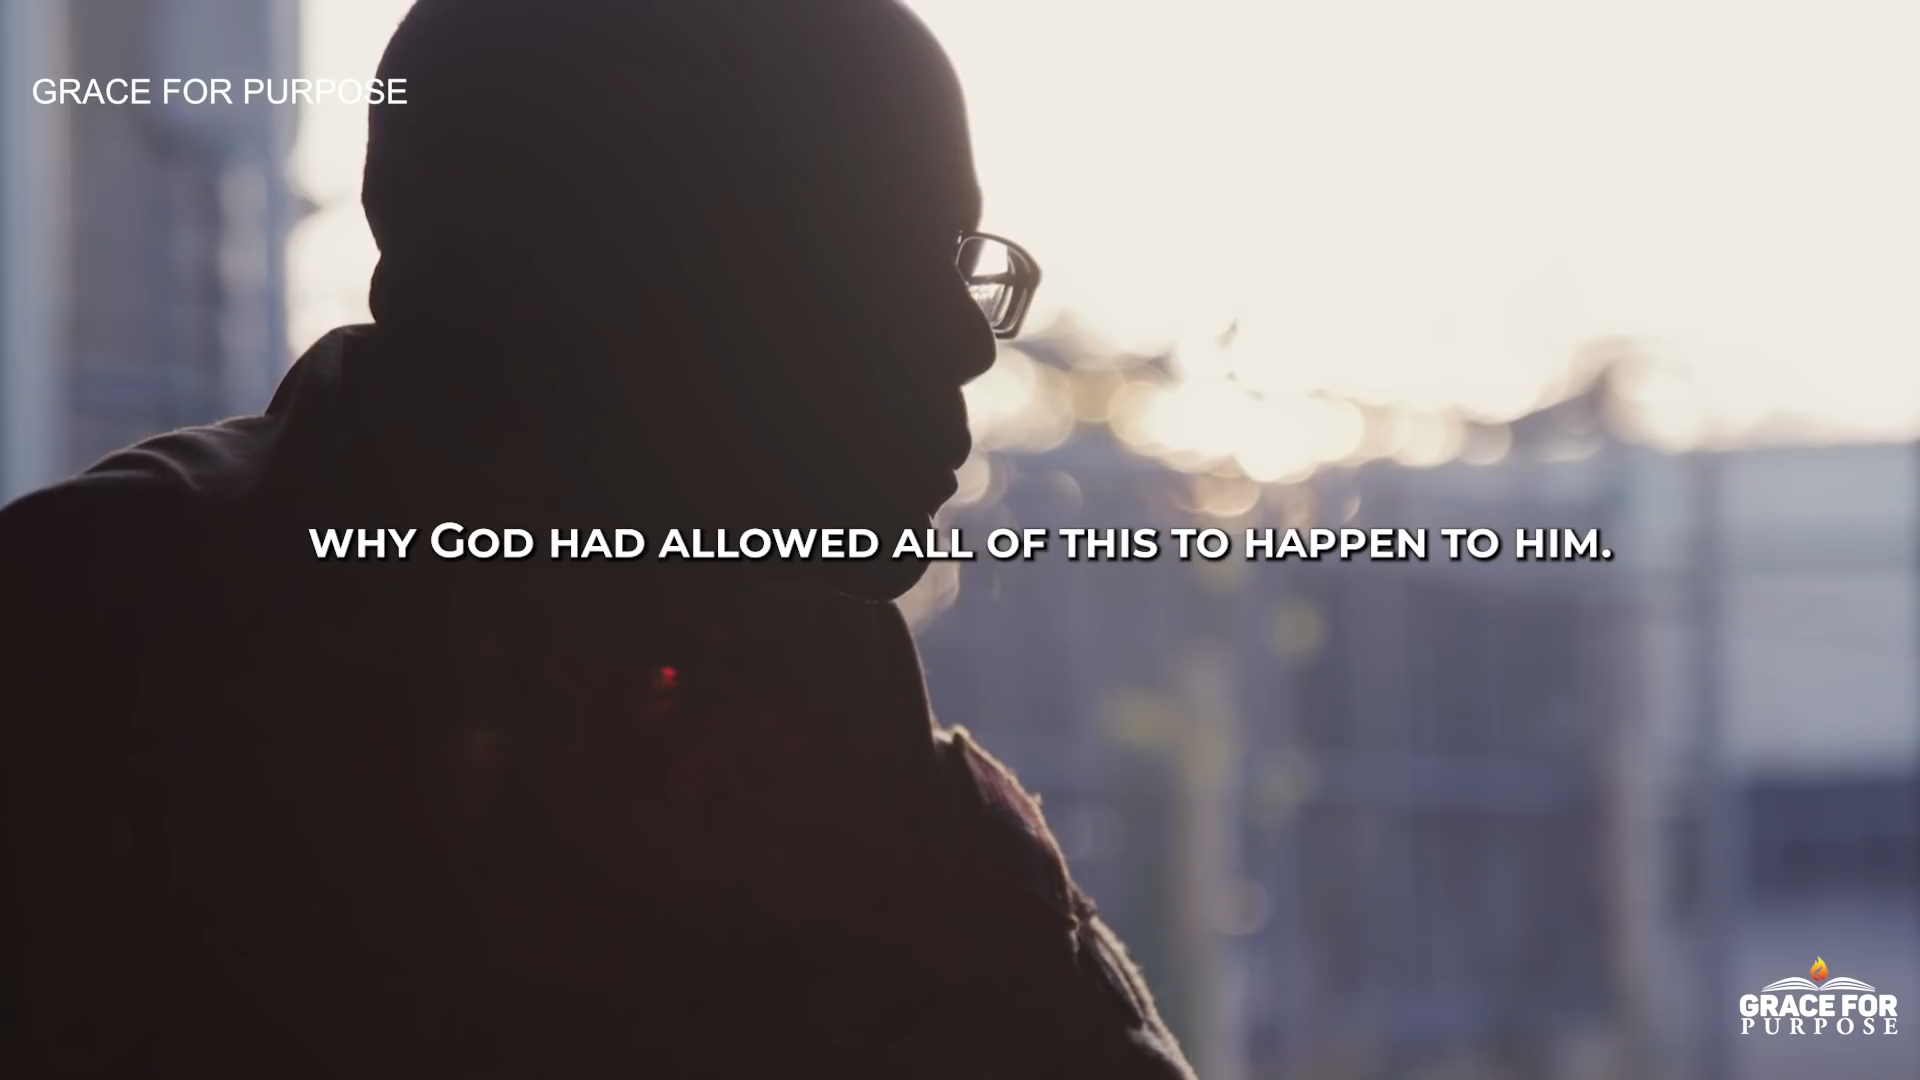 GRACE FOR PURPOSE
WHY GOD HAD ALLOWED ALL OF THIS TO HAPPEN TO HIM.
GRACE FOR
PURPOSE